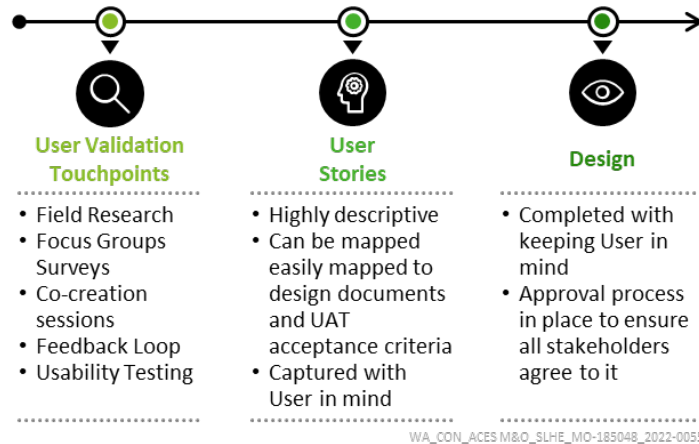 User Validation
Touchpoints
• Field Research
• Focus Groups
Surveys
• Co-creation
sessions
• Feedback Loop
• Usability Testing
User
Stories
• Highly descriptive
• Can be mapped
easily mapped to
design documents
and UAT
acceptance criteria
• Captured with
User in mind
Design
• Completed with
keeping User in
mind
• Approval process
in place to ensure
all stakeholders
agree to it
WA_CON_ACES M&O_SLHE_MO-185048_2022-0055